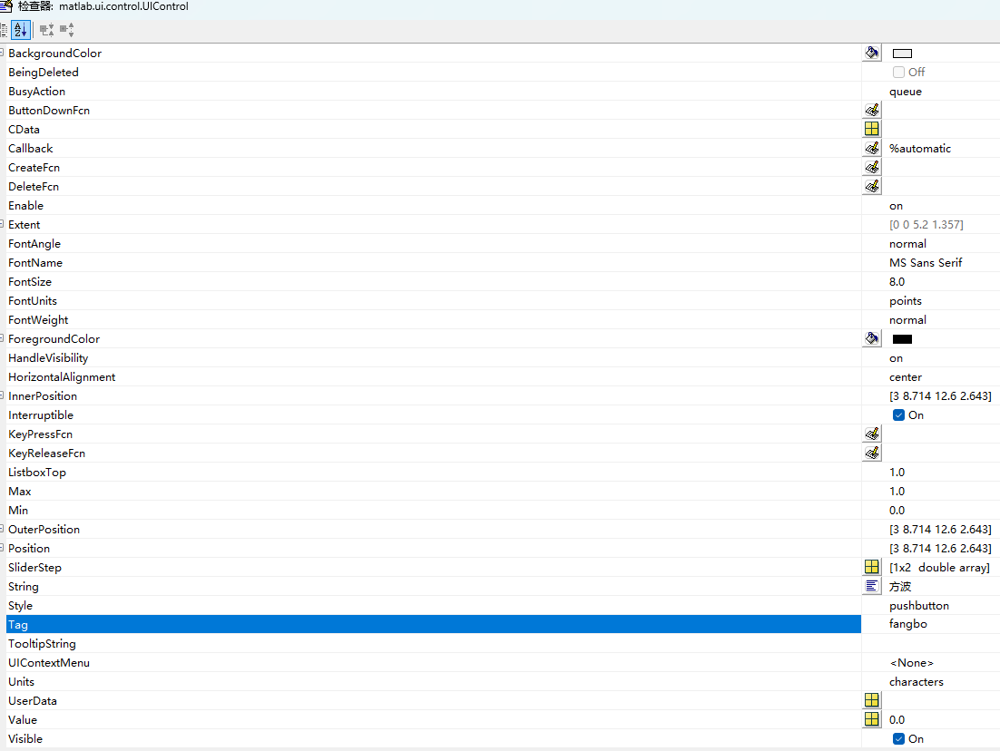 检查器: matlab.ui.control.UIControl
BackgroundColor
BeingDeleted Off
BusyAction queue
ButtonDownFcn
CData
Callback %automatic
CreateFcn
DeleteFcn
Enable on
Extent [0 0 5.2 1.357]
FontAngle normal
FontName MS Sans Serif
FontSize 8.0
FontUnits points
FontWeight normal
ForegroundColor
HandleVisibility on
HorizontalAlignment center
InnerPosition [3 8.714 12.6 2.643]
Interruptible On
KeyPressFcn
KeyReleaseFcn
ListboxTop 1.0
Max 1.0
Min 0.0
OuterPosition [3 8.714 12.6 2.643]
Position [3 8.714 12.6 2.643]
SliderStep [1x2 double array]
String 方波
Style pushbutton
Tag fangbo
TooltipString
UIContextMenu <None>
Units characters
UserData
Value 0.0
Visible On